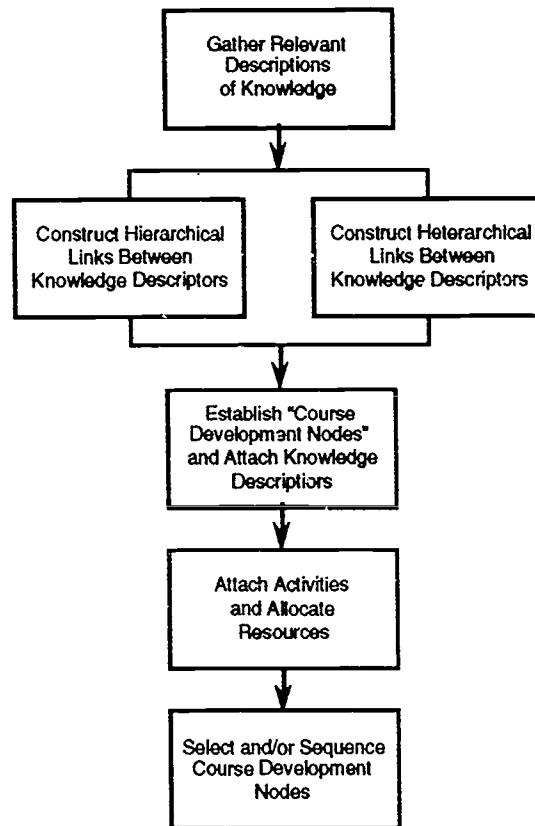 Gather Relevant
Descriptions
of Knowledge
Construct Hierarchical
Links Between
Knowledge Descriptors
Construct Heterarchical
Links Between
Knowledge Descriptors
Establish "Course
Development Nodes"
and Attach Knowledge
Descriptiors
Attach Activities
and Allocate
Resources
Select and/or Sequence
Course Development
Nodes